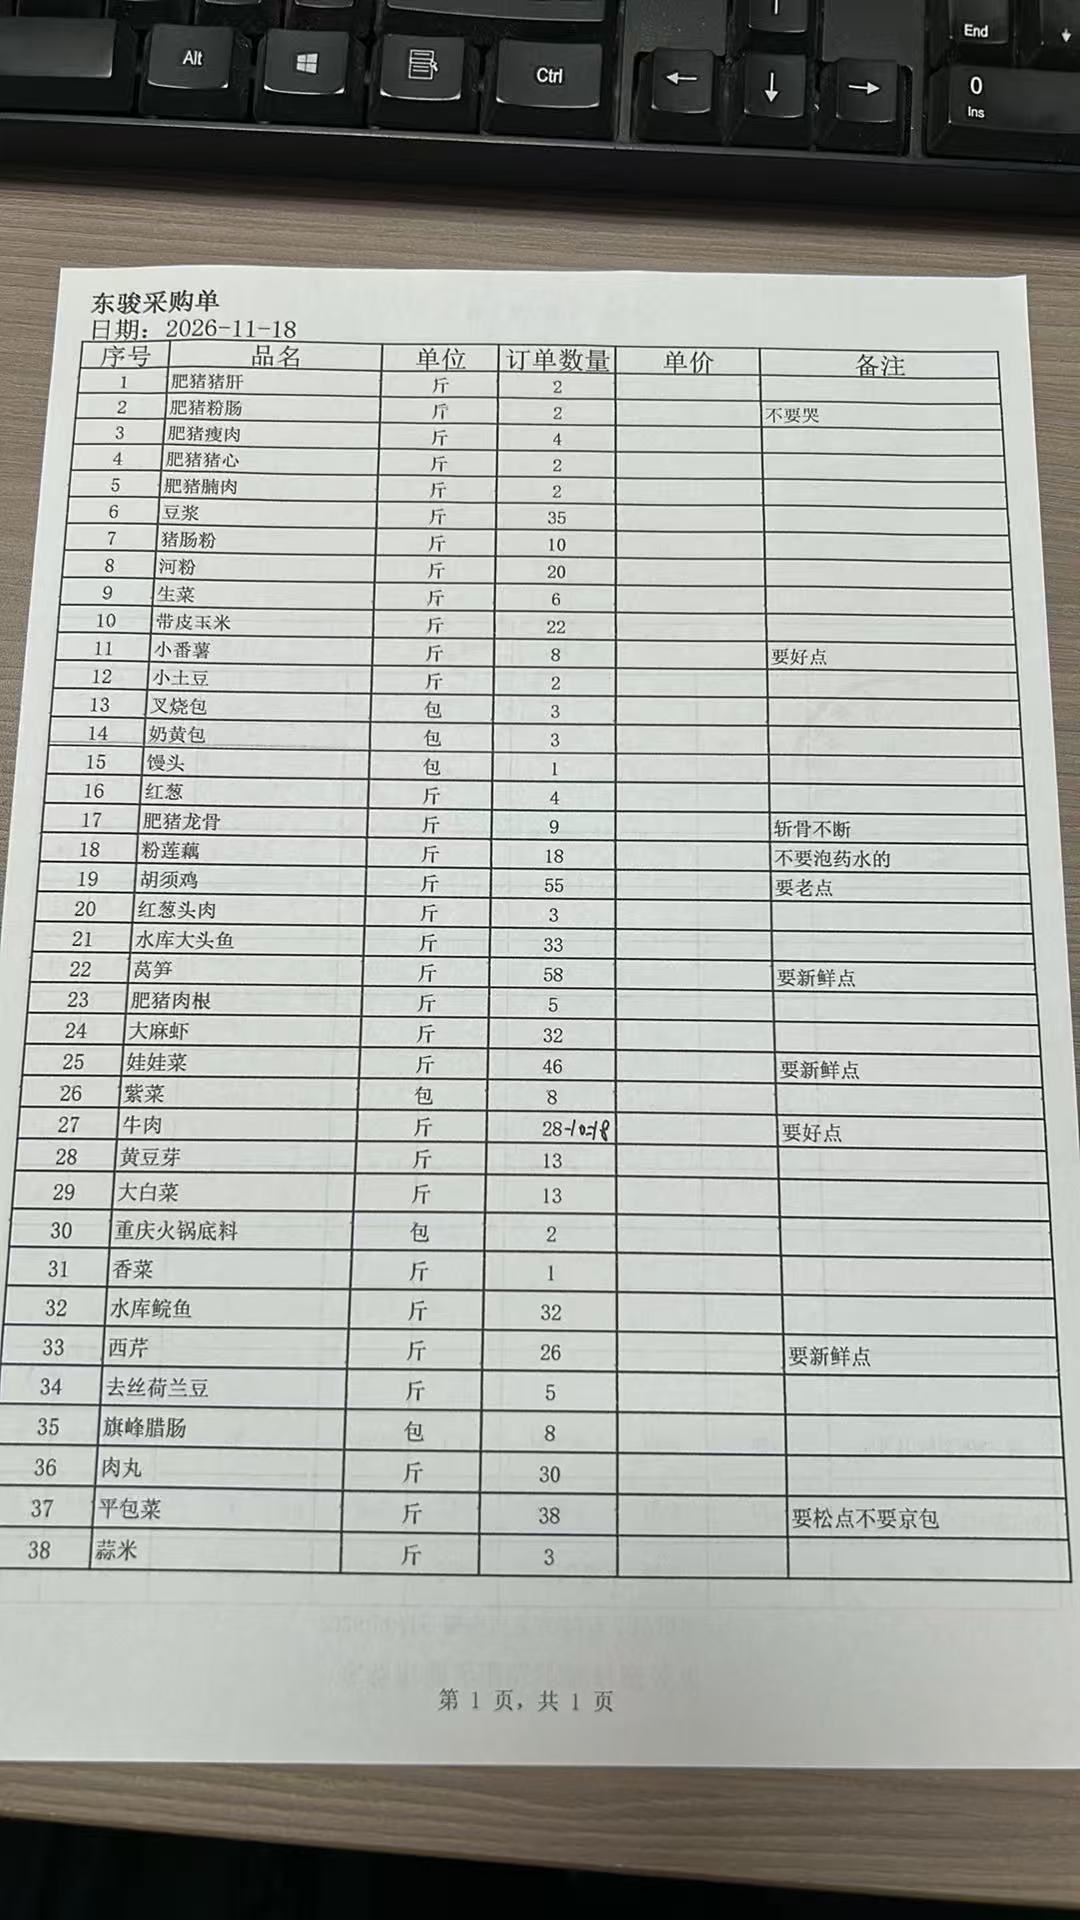 Alt
Ctrl
End
0
Ins
东骏采购单
日期：2026-11-18
序号 品名 单位 订单数量 单价 备注
1 肥猪猪肝 斤 2
2 肥猪粉肠 斤 2 不要哭
3 肥猪瘦肉 斤 4
4 肥猪猪心 斤 2
5 肥猪腩肉 斤 2
6 豆浆 斤 35
7 猪肠粉 斤 10
8 河粉 斤 20
9 生菜 斤 6
10 带皮玉米 斤 22
11 小番薯 斤 8 要好点
12 小土豆 斤 2
13 叉烧包 包 3
14 奶黄包 包 3
15 馒头 包 1
16 红葱 斤 4
17 肥猪龙骨 斤 9 斩骨不断
18 粉莲藕 斤 18 不要泡药水的
19 胡须鸡 斤 55 要老点
20 红葱头肉 斤 3
21 水库大头鱼 斤 33
22 莴笋 斤 58 要新鲜点
23 肥猪肉根 斤 5
24 大麻虾 斤 32
25 娃娃菜 斤 46 要新鲜点
26 紫菜 包 8
27 牛肉 斤 28-10=18 要好点
28 黄豆芽 斤 13
29 大白菜 斤 13
30 重庆火锅底料 包 2
31 香菜 斤 1
32 水库鲩鱼 斤 32
33 西芹 斤 26 要新鲜点
34 去丝荷兰豆 斤 5
35 旗峰腊肠 包 8
36 肉丸 斤 30
37 平包菜 斤 38 要松点不要京包
38 蒜米 斤 3
第 1 页，共 1 页